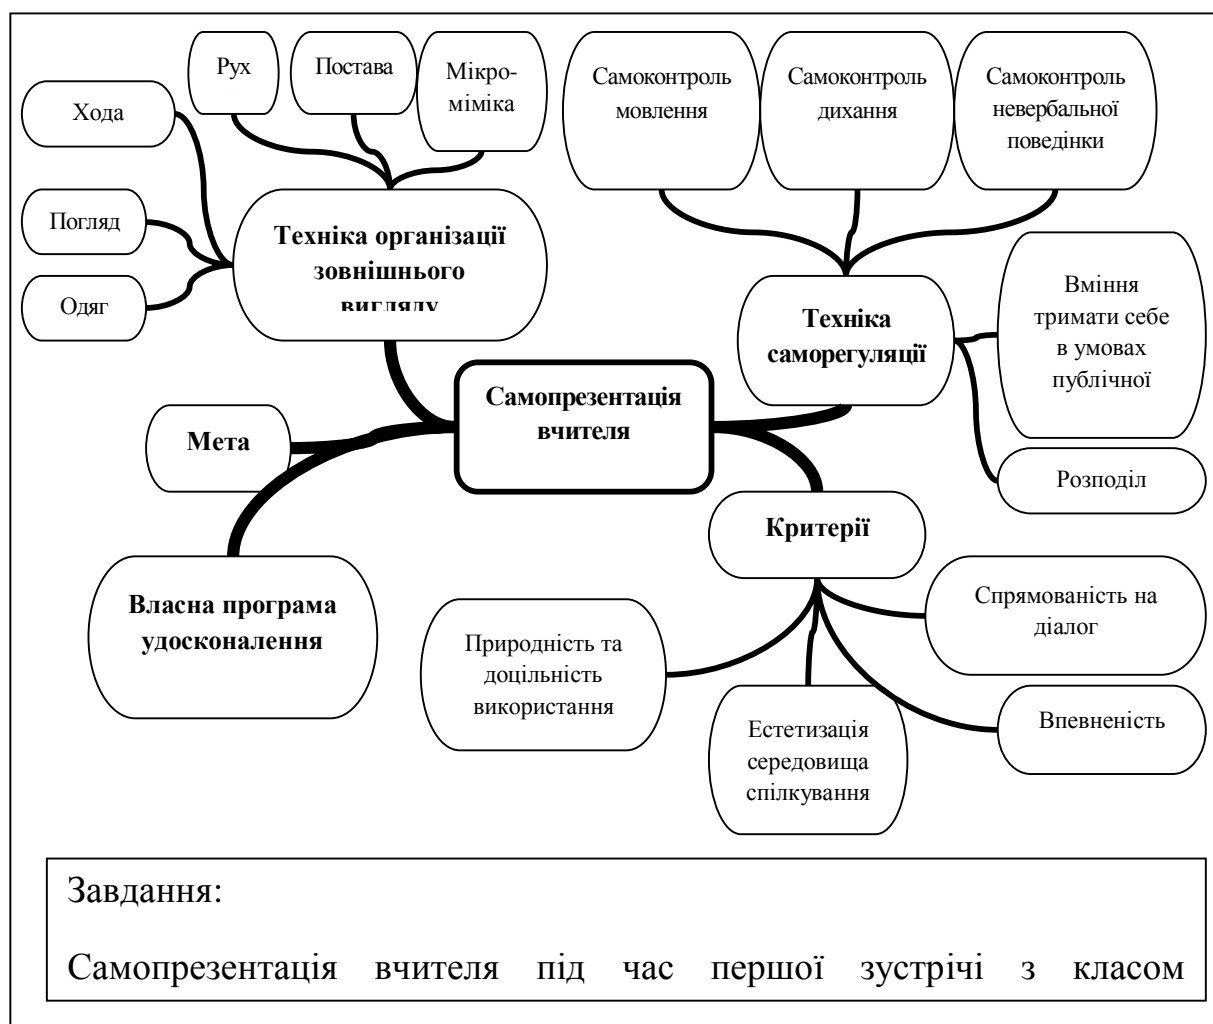 Рух
Постава
Мікро-
міміка
Хода
Погляд
Одяг
Техніка організації
зовнішнього
вигляду
Самоконтроль
мовлення
Самоконтроль
дихання
Самоконтроль
невербальної
поведінки
Техніка
саморегуляції
Вміння
тримати себе
в умовах
публічної
Розподіл
Самопрезентація
вчителя
Мета
Власна програма
удосконалення
Критерії
Природність та
доцільність
використання
Естетизація
середовища
спілкування
Спрямованість на
діалог
Впевненість
Завдання:
Самопрезентація вчителя під час першої зустрічі з класом